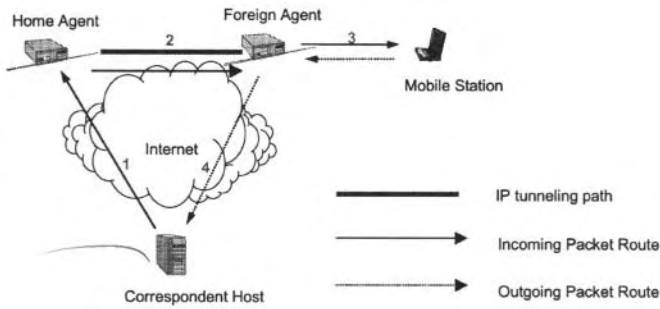 Home Agent
Foreign Agent
2
3
Mobile Station
Internet
1
4
IP tunneling path
Incoming Packet Route
Outgoing Packet Route
Correspondent Host